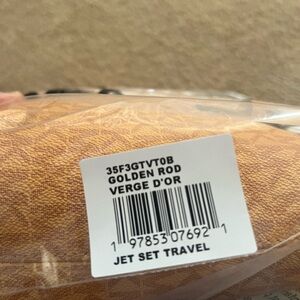 35F3GTVT0B
GOLDEN ROD
VERGE D'OR
1 97853 07692 1
JET SET TRAVEL